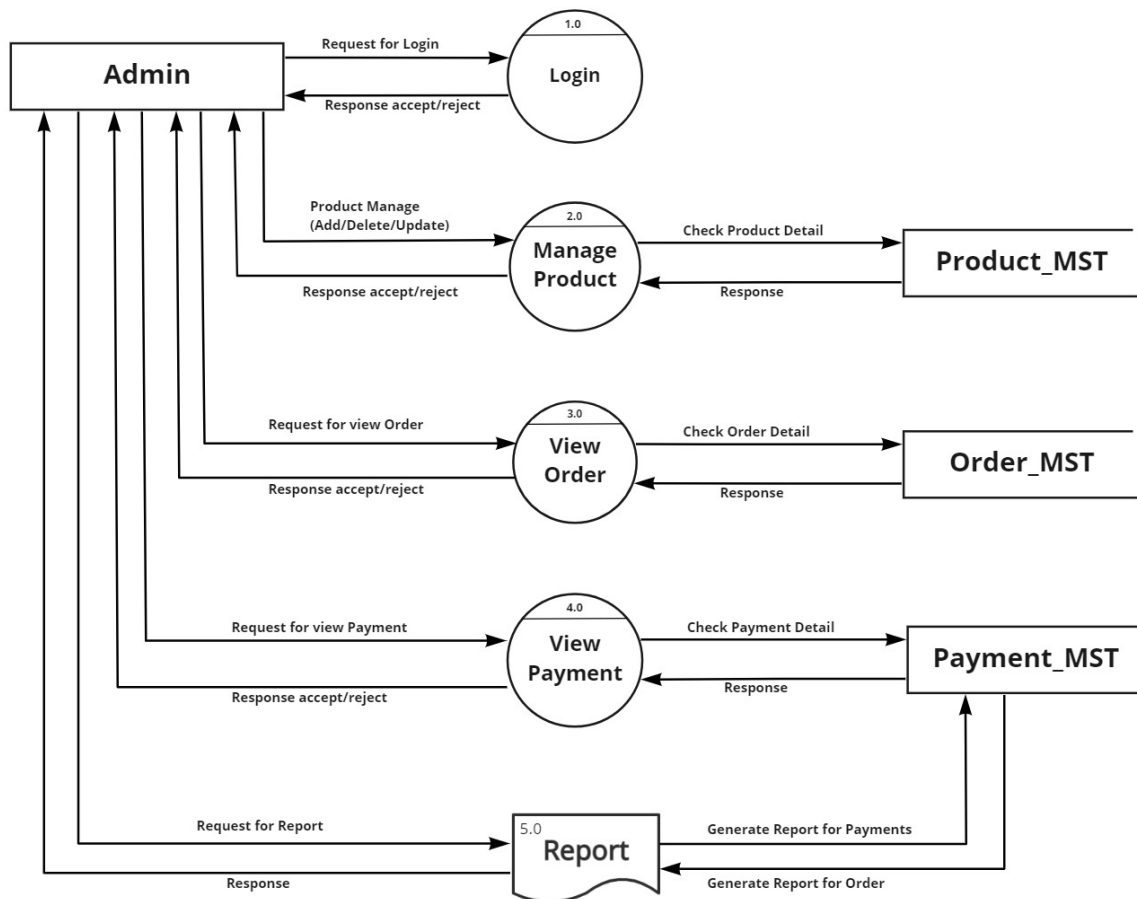 1.0
Request for Login
Admin
Login
Response accept/reject
2.0
Product Manage
(Add/Delete/Update)
Check Product Detail
Manage
Product
Product_MST
Response accept/reject
Response
3.0
Request for view Order
Check Order Detail
View
Order
Order_MST
Response accept/reject
Response
4.0
Request for view Payment
Check Payment Detail
View
Payment
Payment_MST
Response accept/reject
Response
5.0
Request for Report
Generate Report for Payments
Report
Response
Generate Report for Order